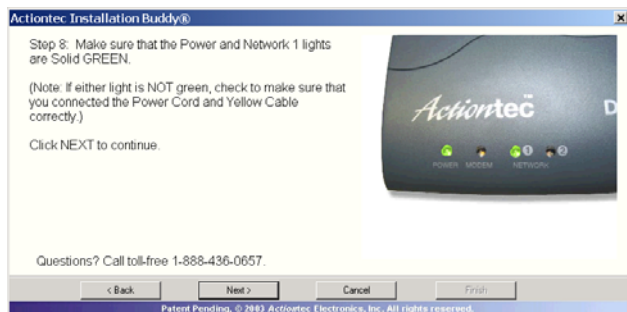 Actiontec Installation Buddy®
Step 8: Make sure that the Power and Network 1 lights
are Solid GREEN.
(Note: If either light is NOT green, check to make sure that
you connected the Power Cord and Yellow Cable
correctly.)
Click NEXT to continue.
Actiontec™
D
1
2
POWER MODEM NETWORK
Questions? Call toll-free 1-888-436-0657.
< Back
Next >
Cancel
Finish
Patent Pending, © 2003 Actiontec Electronics, Inc. All rights reserved.